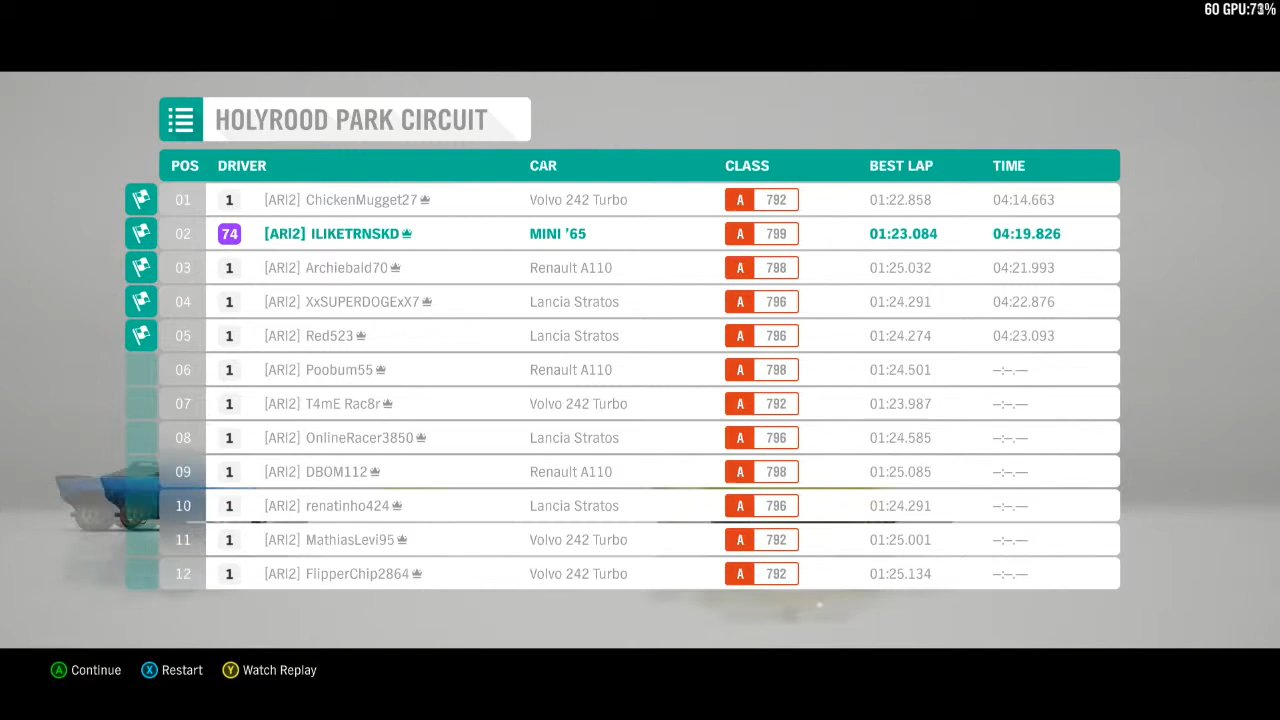 60 GPU:73%
HOLYROOD PARK CIRCUIT
POS DRIVER CAR CLASS BEST LAP TIME
01 1 [ARI2] ChickenMugget27 Volvo 242 Turbo A 792 01:22.858 04:14.663
02 74 [ARI2] ILIKETRNSKD MINI '65 A 799 01:23.084 04:19.826
03 1 [ARI2] Archiebald70 Renault A110 A 798 01:25.032 04:21.993
04 1 [ARI2] XxSUPERDOGExX7 Lancia Stratos A 796 01:24.291 04:22.876
05 1 [ARI2] Red523 Lancia Stratos A 796 01:24.274 04:23.093
06 1 [ARI2] Poobum55 Renault A110 A 798 01:24.501 –:–.––
07 1 [ARI2] T4mE Rac8r Volvo 242 Turbo A 792 01:23.987 –:–.––
08 1 [ARI2] OnlineRacer3850 Lancia Stratos A 796 01:24.585 –:–.––
09 1 [ARI2] DBOM112 Renault A110 A 798 01:25.085 –:–.––
10 1 [ARI2] renatinho424 Lancia Stratos A 796 01:24.291 –:–.––
11 1 [ARI2] MathiasLevi95 Volvo 242 Turbo A 792 01:25.001 –:–.––
12 1 [ARI2] FlipperChip2864 Volvo 242 Turbo A 792 01:25.134 –:–.––
A Continue X Restart Y Watch Replay